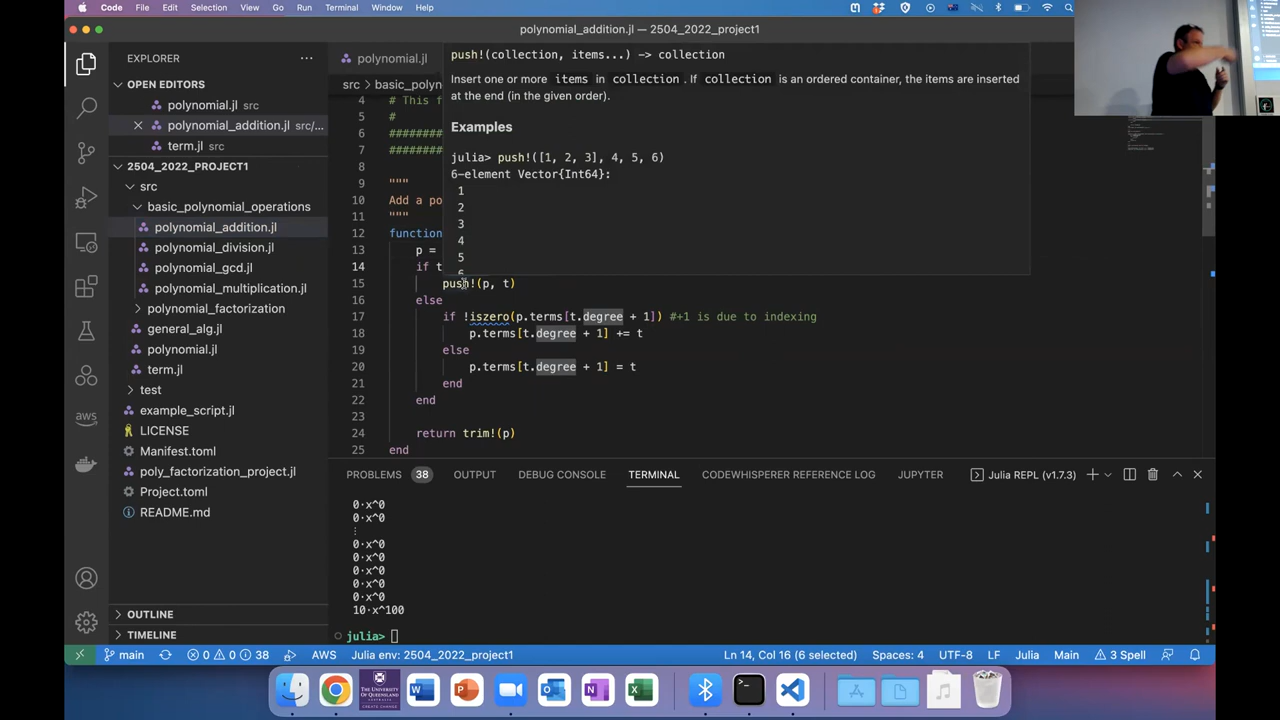 Code File Edit Selection View Go Run Terminal Window Help
polynomial_addition.jl — 2504_2022_project1
EXPLORER
OPEN EDITORS
polynomial.jl src
polynomial_addition.jl src/...
term.jl src
2504_2022_PROJECT1
src
basic_polynomial_operations
polynomial_addition.jl
polynomial_division.jl
polynomial_gcd.jl
polynomial_multiplication.jl
polynomial_factorization
general_alg.jl
polynomial.jl
term.jl
test
example_script.jl
LICENSE
Manifest.toml
poly_factorization_project.jl
Project.toml
README.md
OUTLINE
TIMELINE
polynomial.jl
src > basic_polynon
push!(collection, items...) -> collection
Insert one or more items in collection. If collection is an ordered container, the items are inserted
at the end (in the given order).
Examples
julia> push!([1, 2, 3], 4, 5, 6)
6-element Vector{Int64}:
1
2
3
4
5
6
4 # This f
5 #
6 ########
7 ########
8
9 """
10 Add a po
11 """
12 function
13 p =
14 if t
15 push!(p, t)
16 else
17 if !iszero(p.terms[t.degree + 1]) #+1 is due to indexing
18 p.terms[t.degree + 1] += t
19 else
20 p.terms[t.degree + 1] = t
21 end
22 end
23
24 return trim!(p)
25 end
PROBLEMS 38 OUTPUT DEBUG CONSOLE TERMINAL CODEWHISPERER REFERENCE LOG JUPYTER Julia REPL (v1.7.3)
0⋅x^0
0⋅x^0
⋮
0⋅x^0
0⋅x^0
0⋅x^0
0⋅x^0
10⋅x^100
julia>
main 0 0 38 AWS Julia env: 2504_2022_project1 Ln 14, Col 16 (6 selected) Spaces: 4 UTF-8 LF Julia Main 3 Spell
aws
THE UNIVERSITY OF QUEENSLAND